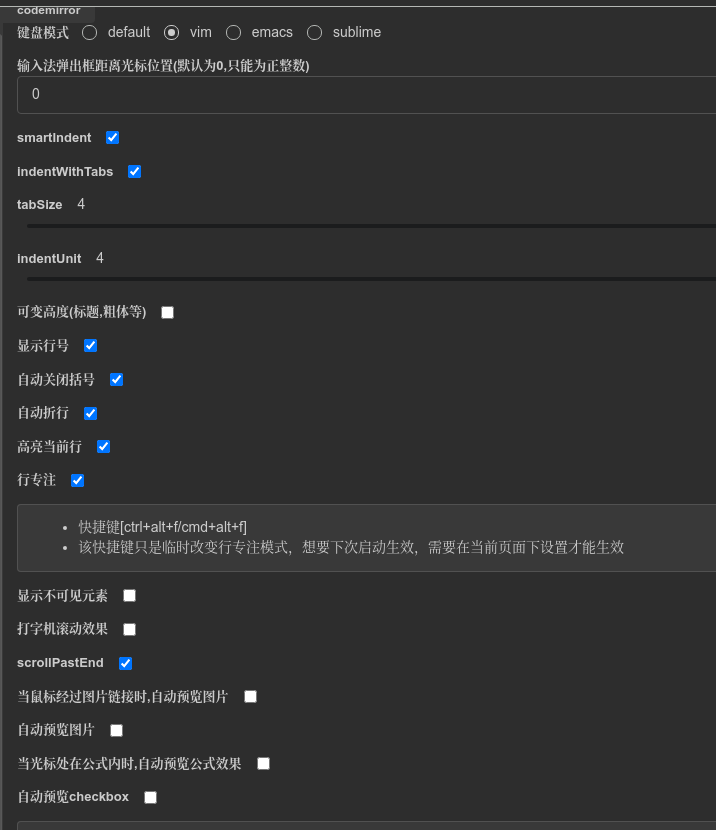 codemirror
键盘模式 default vim emacs sublime
输入法弹出框距离光标位置(默认为0,只能为正整数)
0
smartIndent
indentWithTabs
tabSize 4
indentUnit 4
可变高度(标题,粗体等)
显示行号
自动关闭括号
自动折行
高亮当前行
行专注
• 快捷键[ctrl+alt+f/cmd+alt+f]
• 该快捷键只是临时改变行专注模式，想要下次启动生效，需要在当前页面下设置才能生效
显示不可见元素
打字机滚动效果
scrollPastEnd
当鼠标经过图片链接时,自动预览图片
自动预览图片
当光标处在公式内时,自动预览公式效果
自动预览checkbox